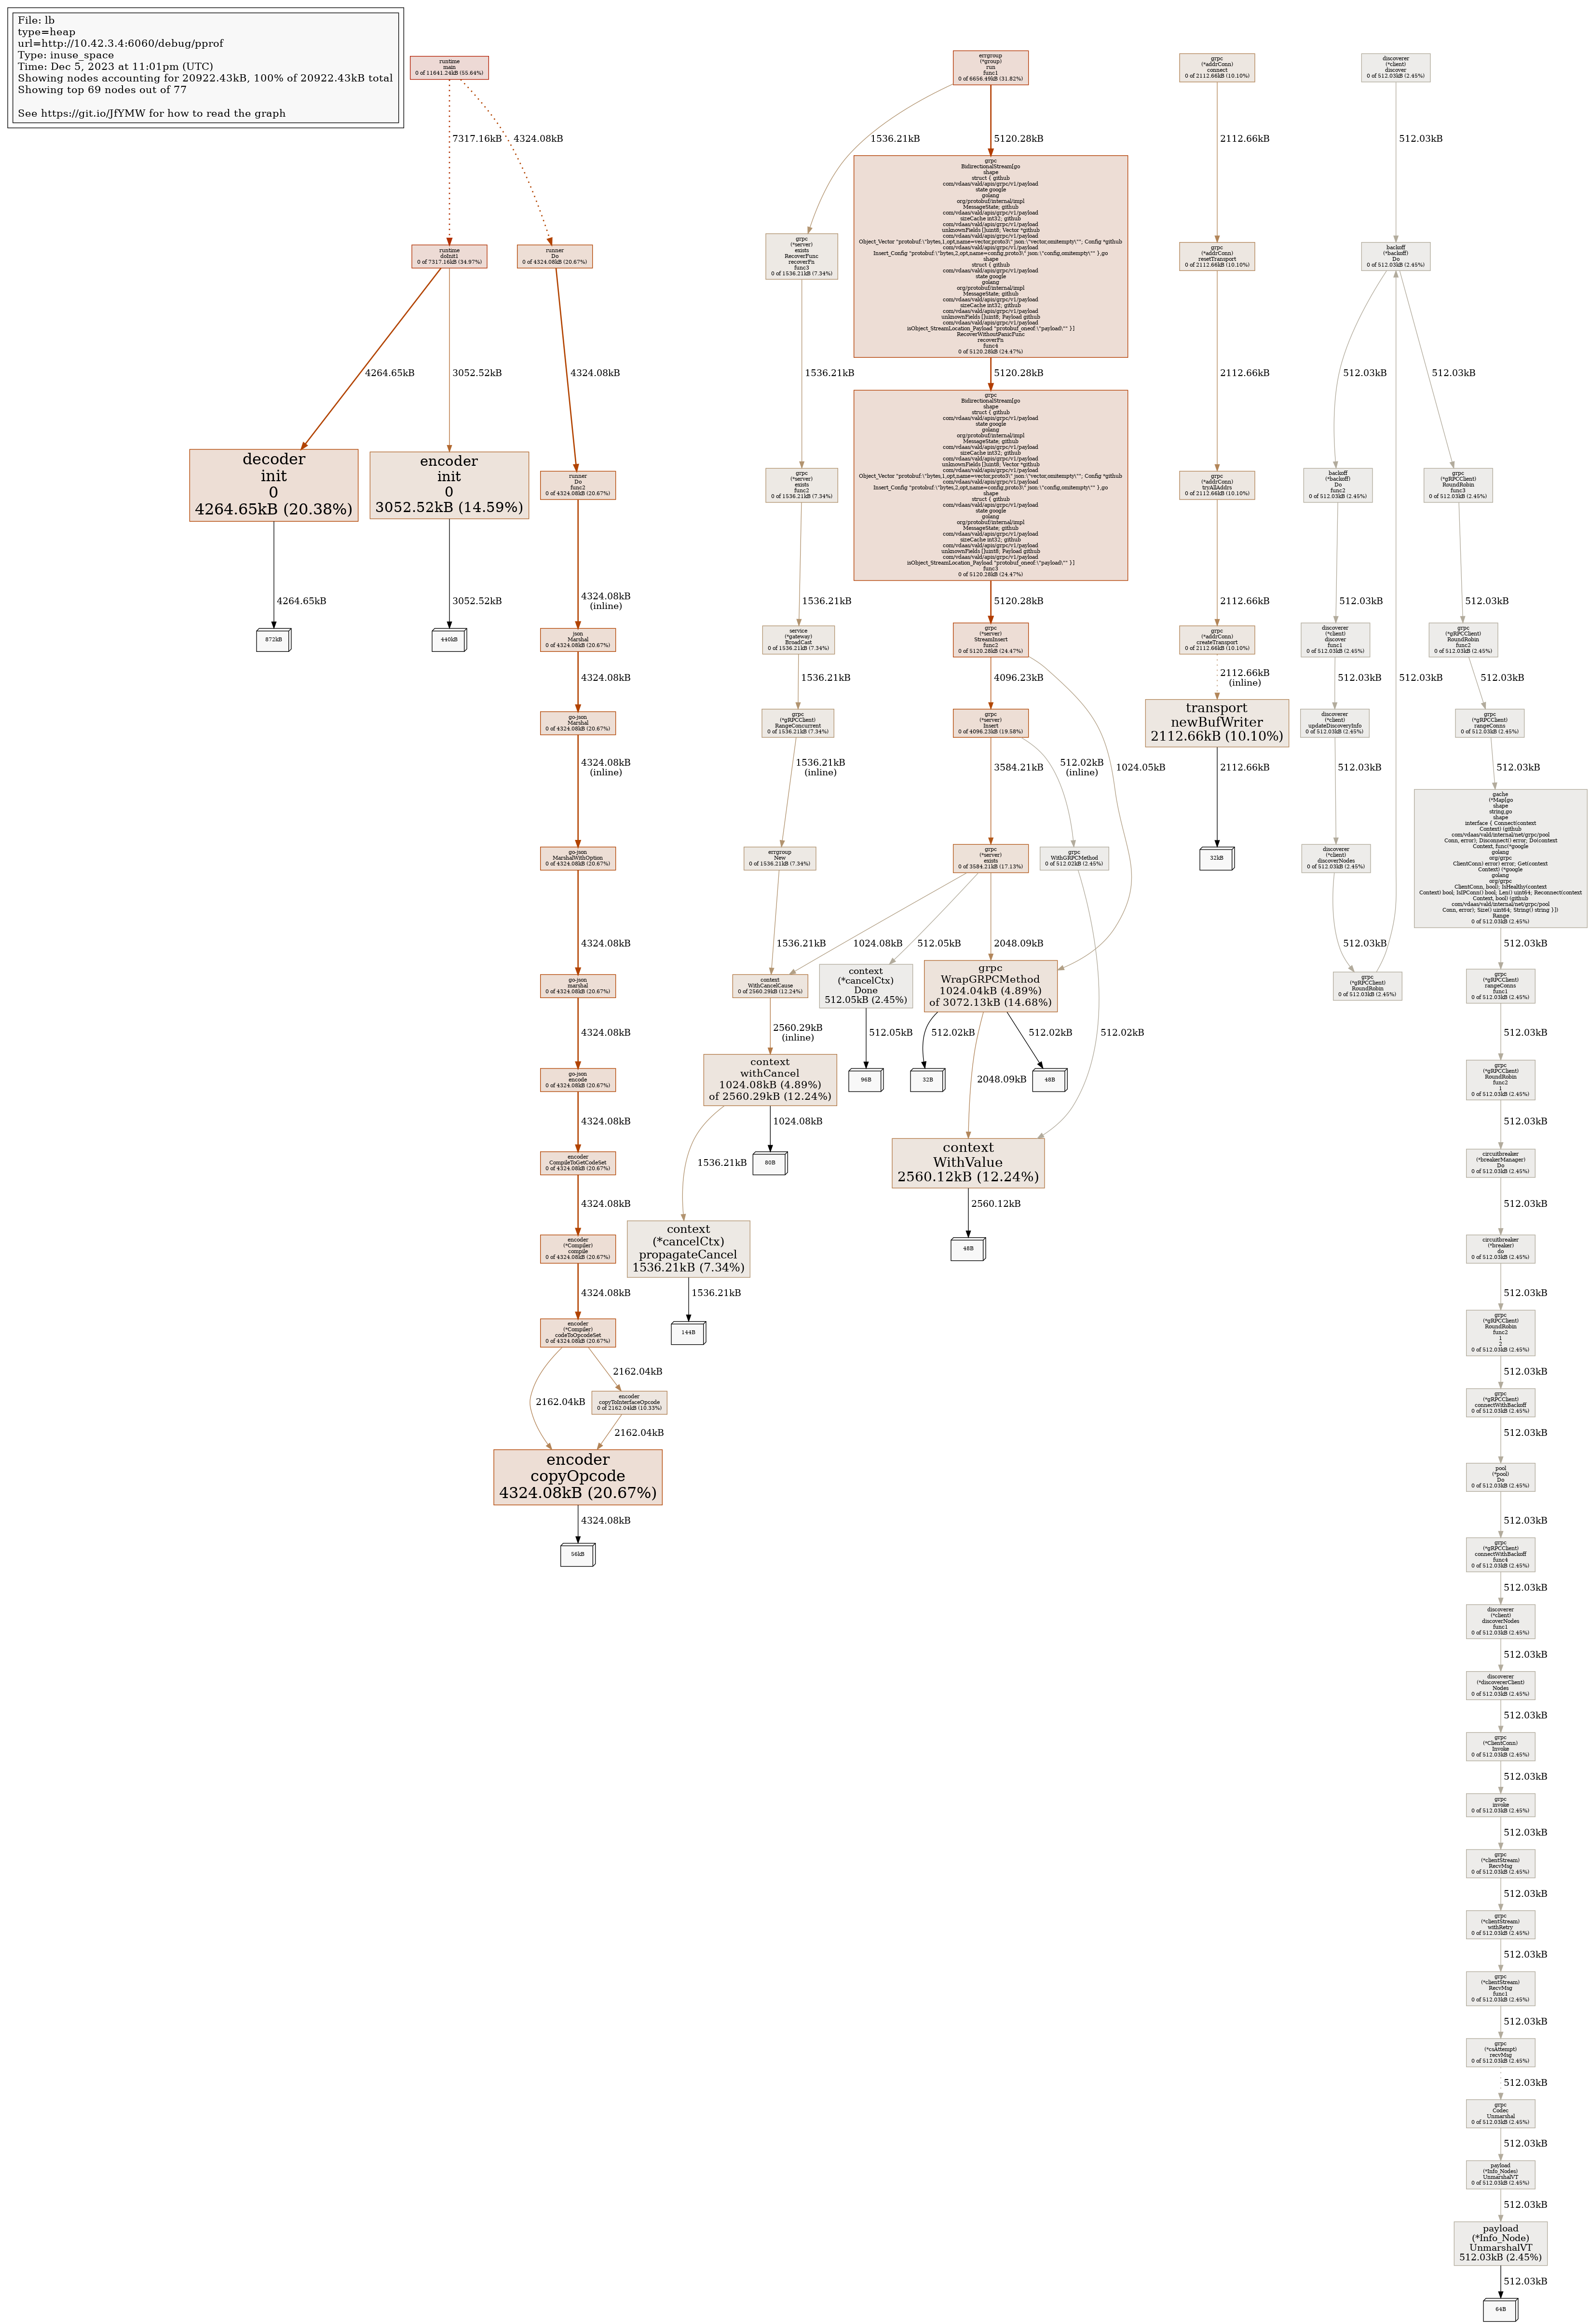 File: lb
type=heap
url=http://10.42.3.4:6060/debug/pprof
Type: inuse_space
Time: Dec 5, 2023 at 11:01pm (UTC)
Showing nodes accounting for 20922.43kB, 100% of 20922.43kB total
Showing top 69 nodes out of 77
See https://git.io/JfYMW for how to read the graph
runtime
main
0 of 11641.24kB (55.64%)
7317.16kB
4324.08kB
runtime
doInit1
0 of 7317.16kB (34.97%)
runner
Do
0 of 4324.08kB (20.67%)
4264.65kB
3052.52kB
4324.08kB
decoder
init
0
4264.65kB (20.38%)
encoder
init
0
3052.52kB (14.59%)
runner
Do
func2
0 of 4324.08kB (20.67%)
4264.65kB
3052.52kB
4324.08kB
(inline)
872kB
440kB
json
Marshal
0 of 4324.08kB (20.67%)
4324.08kB
go-json
Marshal
0 of 4324.08kB (20.67%)
4324.08kB
(inline)
go-json
MarshalWithOption
0 of 4324.08kB (20.67%)
4324.08kB
go-json
marshal
0 of 4324.08kB (20.67%)
4324.08kB
go-json
encode
0 of 4324.08kB (20.67%)
4324.08kB
encoder
CompileToGetCodeSet
0 of 4324.08kB (20.67%)
4324.08kB
encoder
(*Compiler)
compile
0 of 4324.08kB (20.67%)
4324.08kB
encoder
(*Compiler)
codeToOpcodeSet
0 of 4324.08kB (20.67%)
2162.04kB
2162.04kB
encoder
copyToInterfaceOpcode
0 of 2162.04kB (10.33%)
2162.04kB
encoder
copyOpcode
4324.08kB (20.67%)
4324.08kB
56kB
errgroup
(*group)
run
func1
0 of 6656.49kB (31.82%)
1536.21kB
5120.28kB
grpc
(*server)
exists
RecoverFunc
recoverFn
func3
0 of 1536.21kB (7.34%)
1536.21kB
grpc
(*server)
exists
func2
0 of 1536.21kB (7.34%)
1536.21kB
service
(*gateway)
BroadCast
0 of 1536.21kB (7.34%)
1536.21kB
grpc
(*gRPCClient)
RangeConcurrent
0 of 1536.21kB (7.34%)
1536.21kB
(inline)
errgroup
New
0 of 1536.21kB (7.34%)
1536.21kB
grpc
BidirectionalStream[go
shape
struct { github
com/vdaas/vald/apis/grpc/v1/payload
state google
golang
org/protobuf/internal/impl
MessageState; github
com/vdaas/vald/apis/grpc/v1/payload
sizeCache int32; github
com/vdaas/vald/apis/grpc/v1/payload
unknownFields []uint8; Vector *github
com/vdaas/vald/apis/grpc/v1/payload
Object_Vector "protobuf:\"bytes,1,opt,name=vector,proto3\" json:\"vector,omitempty\""; Config *github
com/vdaas/vald/apis/grpc/v1/payload
Insert_Config "protobuf:\"bytes,2,opt,name=config,proto3\" json:\"config,omitempty\"" },go
shape
struct { github
com/vdaas/vald/apis/grpc/v1/payload
state google
golang
org/protobuf/internal/impl
MessageState; github
com/vdaas/vald/apis/grpc/v1/payload
sizeCache int32; github
com/vdaas/vald/apis/grpc/v1/payload
unknownFields []uint8; Payload github
com/vdaas/vald/apis/grpc/v1/payload
isObject_StreamLocation_Payload "protobuf_oneof:\"payload\"" }]
RecoverWithoutPanicFunc
recoverFn
func4
0 of 5120.28kB (24.47%)
5120.28kB
grpc
BidirectionalStream[go
shape
struct { github
com/vdaas/vald/apis/grpc/v1/payload
state google
golang
org/protobuf/internal/impl
MessageState; github
com/vdaas/vald/apis/grpc/v1/payload
sizeCache int32; github
com/vdaas/vald/apis/grpc/v1/payload
unknownFields []uint8; Vector *github
com/vdaas/vald/apis/grpc/v1/payload
Object_Vector "protobuf:\"bytes,1,opt,name=vector,proto3\" json:\"vector,omitempty\""; Config *github
com/vdaas/vald/apis/grpc/v1/payload
Insert_Config "protobuf:\"bytes,2,opt,name=config,proto3\" json:\"config,omitempty\"" },go
shape
struct { github
com/vdaas/vald/apis/grpc/v1/payload
state google
golang
org/protobuf/internal/impl
MessageState; github
com/vdaas/vald/apis/grpc/v1/payload
sizeCache int32; github
com/vdaas/vald/apis/grpc/v1/payload
unknownFields []uint8; Payload github
com/vdaas/vald/apis/grpc/v1/payload
isObject_StreamLocation_Payload "protobuf_oneof:\"payload\"" }]
func3
0 of 5120.28kB (24.47%)
5120.28kB
grpc
(*server)
StreamInsert
func2
0 of 5120.28kB (24.47%)
4096.23kB
1024.05kB
grpc
(*server)
Insert
0 of 4096.23kB (19.58%)
3584.21kB
512.02kB
(inline)
grpc
(*server)
exists
0 of 3584.21kB (17.13%)
grpc
WithGRPCMethod
0 of 512.02kB (2.45%)
1024.08kB
512.05kB
2048.09kB
context
WithCancelCause
0 of 2560.29kB (12.24%)
context
(*cancelCtx)
Done
512.05kB (2.45%)
grpc
WrapGRPCMethod
1024.04kB (4.89%)
of 3072.13kB (14.68%)
2560.29kB
(inline)
512.05kB
512.02kB
512.02kB
512.02kB
context
withCancel
1024.08kB (4.89%)
of 2560.29kB (12.24%)
96B
32B
48B
2048.09kB
1536.21kB
1024.08kB
80B
context
WithValue
2560.12kB (12.24%)
2560.12kB
48B
context
(*cancelCtx)
propagateCancel
1536.21kB (7.34%)
1536.21kB
144B
grpc
(*addrConn)
connect
0 of 2112.66kB (10.10%)
2112.66kB
grpc
(*addrConn)
resetTransport
0 of 2112.66kB (10.10%)
2112.66kB
grpc
(*addrConn)
tryAllAddrs
0 of 2112.66kB (10.10%)
2112.66kB
grpc
(*addrConn)
createTransport
0 of 2112.66kB (10.10%)
2112.66kB
(inline)
transport
newBufWriter
2112.66kB (10.10%)
2112.66kB
32kB
discoverer
(*client)
discover
0 of 512.03kB (2.45%)
512.03kB
backoff
(*backoff)
Do
0 of 512.03kB (2.45%)
512.03kB
512.03kB
backoff
(*backoff)
Do
func2
0 of 512.03kB (2.45%)
512.03kB
discoverer
(*client)
discover
func1
0 of 512.03kB (2.45%)
512.03kB
512.03kB
discoverer
(*client)
updateDiscoveryInfo
0 of 512.03kB (2.45%)
512.03kB
discoverer
(*client)
discoverNodes
0 of 512.03kB (2.45%)
512.03kB
grpc
(*gRPCClient)
RoundRobin
0 of 512.03kB (2.45%)
grpc
(*gRPCClient)
RoundRobin
func3
0 of 512.03kB (2.45%)
512.03kB
grpc
(*gRPCClient)
RoundRobin
func2
0 of 512.03kB (2.45%)
512.03kB
grpc
(*gRPCClient)
rangeConns
0 of 512.03kB (2.45%)
512.03kB
gache
(*Map[go
shape
string,go
shape
interface { Connect(context
Context) (github
com/vdaas/vald/internal/net/grpc/pool
Conn, error); Disconnect() error; Do(context
Context, func(*google
golang
org/grpc
ClientConn) error) error; Get(context
Context) (*google
golang
org/grpc
ClientConn, bool); IsHealthy(context
Context) bool; IsIPConn() bool; Len() uint64; Reconnect(context
Context, bool) (github
com/vdaas/vald/internal/net/grpc/pool
Conn, error); Size() uint64; String() string }])
Range
0 of 512.03kB (2.45%)
512.03kB
grpc
(*gRPCClient)
rangeConns
func1
0 of 512.03kB (2.45%)
512.03kB
grpc
(*gRPCClient)
RoundRobin
func2
1
0 of 512.03kB (2.45%)
512.03kB
circuitbreaker
(*breakerManager)
Do
0 of 512.03kB (2.45%)
512.03kB
circuitbreaker
(*breaker)
do
0 of 512.03kB (2.45%)
512.03kB
grpc
(*gRPCClient)
RoundRobin
func2
1
2
0 of 512.03kB (2.45%)
512.03kB
grpc
(*gRPCClient)
connectWithBackoff
0 of 512.03kB (2.45%)
512.03kB
pool
(*pool)
Do
0 of 512.03kB (2.45%)
512.03kB
grpc
(*gRPCClient)
connectWithBackoff
func4
0 of 512.03kB (2.45%)
512.03kB
discoverer
(*client)
discoverNodes
func1
0 of 512.03kB (2.45%)
512.03kB
discoverer
(*discovererClient)
Nodes
0 of 512.03kB (2.45%)
512.03kB
grpc
(*ClientConn)
Invoke
0 of 512.03kB (2.45%)
512.03kB
grpc
invoke
0 of 512.03kB (2.45%)
512.03kB
grpc
(*clientStream)
RecvMsg
0 of 512.03kB (2.45%)
512.03kB
grpc
(*clientStream)
withRetry
0 of 512.03kB (2.45%)
512.03kB
grpc
(*clientStream)
RecvMsg
func1
0 of 512.03kB (2.45%)
512.03kB
grpc
(*csAttempt)
recvMsg
0 of 512.03kB (2.45%)
512.03kB
grpc
Codec
Unmarshal
0 of 512.03kB (2.45%)
512.03kB
payload
(*Info_Nodes)
UnmarshalVT
0 of 512.03kB (2.45%)
512.03kB
payload
(*Info_Node)
UnmarshalVT
512.03kB (2.45%)
512.03kB
64B